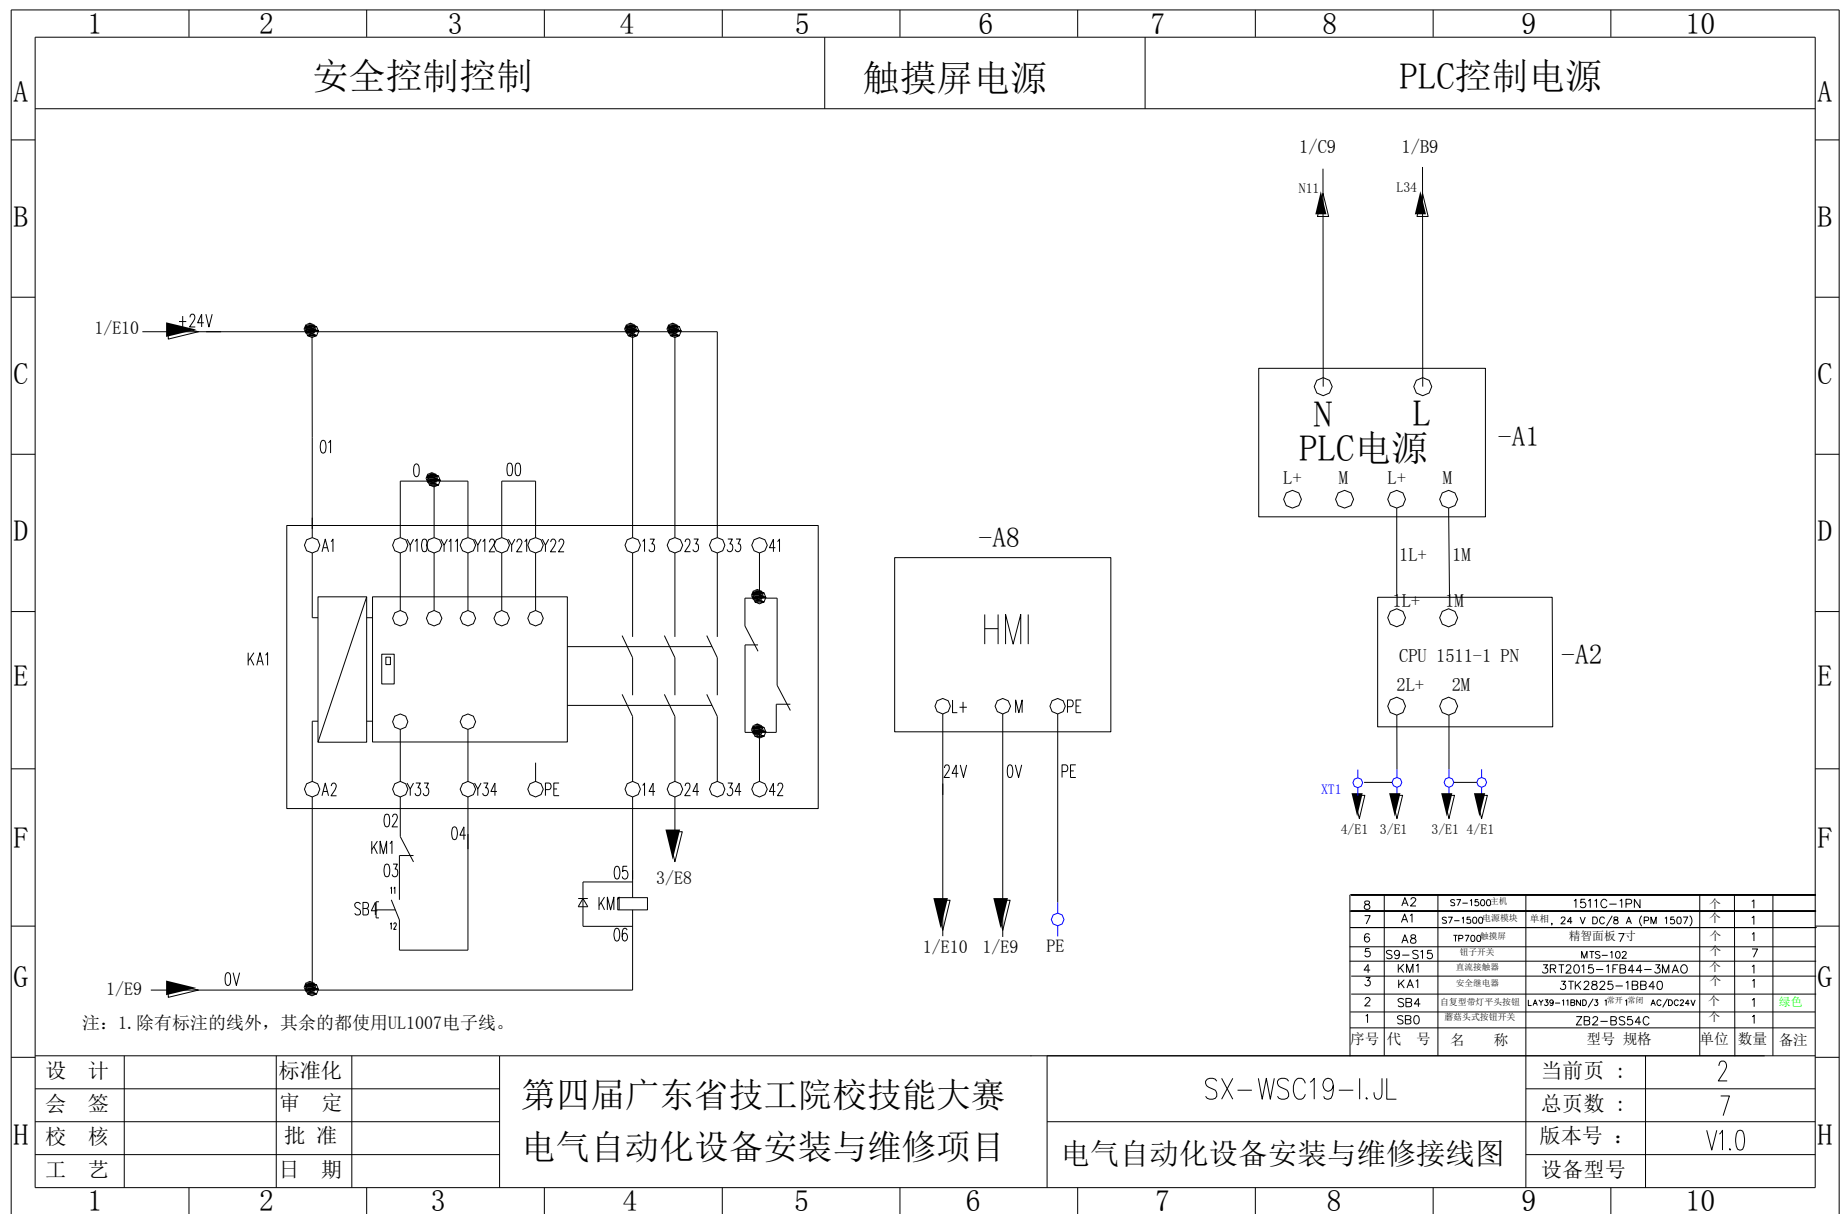 1 2 3 4 5 6 7 8 9 10
安全控制控制 触摸屏电源 PLC控制电源
A A
1/C9 1/B9
N11 L34
B B
1/E10 +24V
C C
N L
PLC电源 -A1
01
0 00
L+ M L+ M
D D
A1 Y10 Y11 Y12 Y21 Y22 13 23 33 41
-A8
1L+ 1M
1L+ 1M
HMI
KA1
CPU 1511-1 PN -A2
E E
2L+ 2M
L+ M PE
24V 0V PE
A2 Y33 Y34 PE 14 24 34 42
XT1
02 04
4/E1 3/E1 3/E1 4/E1
F F
KM1
03 05 3/E8
11
SB4 KM1
12
06
1/E10 1/E9 PE
G G
1/E9 0V
注: 1.除有标注的线外，其余的都使用UL1007电子线。
8 A2 S7-1500主机 1511C-1PN 个 1
7 A1 S7-1500电源模块 单相, 24 V DC/8 A (PM 1507) 个 1
6 A8 TP700触摸屏 精智面板7寸 个 1
5 S9-S15 钮子开关 MTS-102 个 7
4 KM1 直流接触器 3RT2015-1FB44-3MAO 个 1
3 KA1 安全继电器 3TK2825-1BB40 个 1
2 SB4 自复型带灯平头按钮 LAY39-11BND/3 1常开1常闭 AC/DC24V 个 1 绿色
1 SB0 蘑菇头式按钮开关 ZB2-BS54C 个 1
序号 代 号 名 称 型号 规格 单位 数量 备注
设 计 标准化
会 签 审 定
校 核 批 准
工 艺 日 期
第四届广东省技工院校技能大赛
电气自动化设备安装与维修项目
SX-WSC19-I.JL
电气自动化设备安装与维修接线图
当前页 : 2
总页数 : 7
版本号 : V1.0
设备型号
H H
1 2 3 4 5 6 7 8 9 10